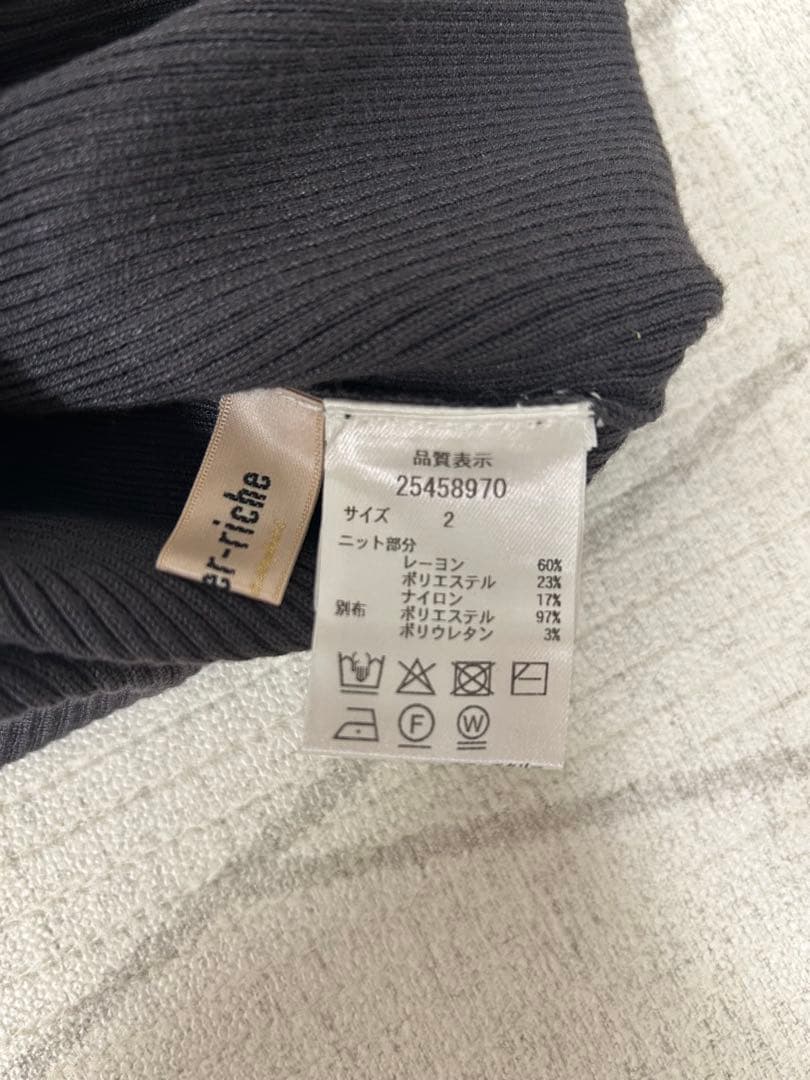 er-riche
品質表示
25458970
サイズ 2
ニット部分
レーヨン 60%
ポリエステル 23%
ナイロン 17%
別布 ポリエステル 97%
ポリウレタン 3%
F W